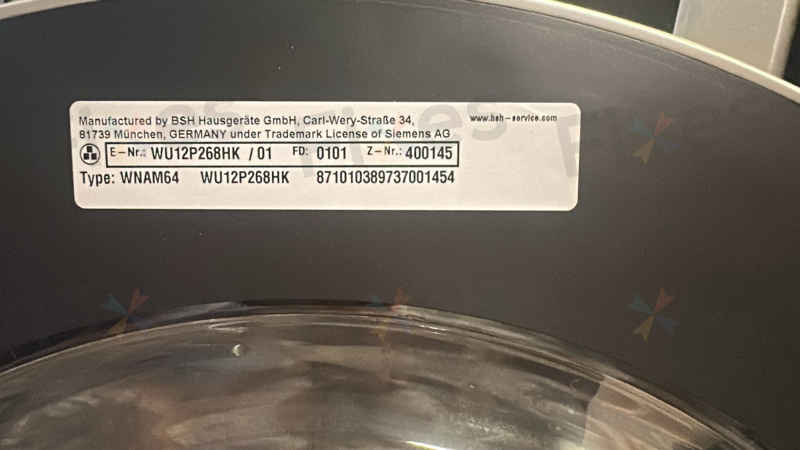 Manufactured by BSH Hausgeräte GmbH, Carl-Wery-Straße 34,
www.bsh-service.com
81739 München, GERMANY under Trademark License of Siemens AG
E-Nr.: WU12P268HK / 01 FD: 0101 Z-Nr.: 400145
Type: WNAM64 WU12P268HK 871010389737001454